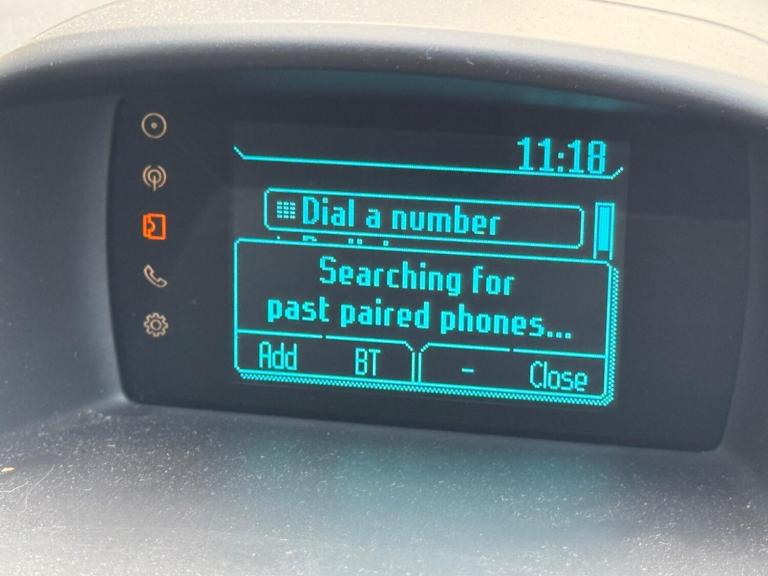 11:18
Dial a number
Searching for
past paired phones...
Add BT - Close